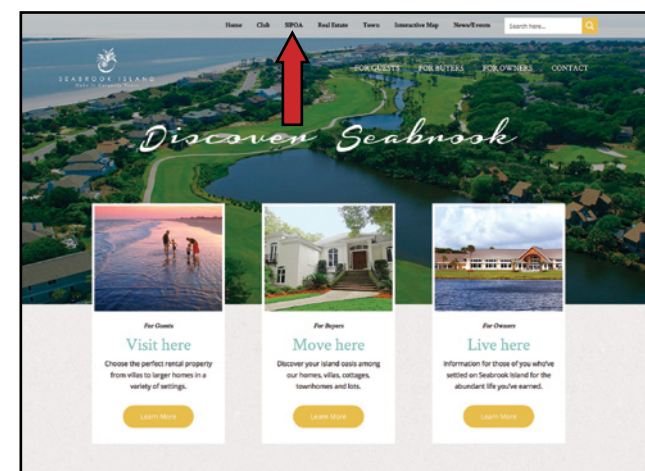 Home Club SIPOA Real Estate Town Interactive Map News/Events Search here...
SEABROOK ISLAND
FOR GUESTS FOR BUYERS FOR OWNERS CONTACT
Discover Seabrook
For Guests
Visit here
Choose the perfect rental property
from villas to larger homes in a
variety of settings.
Learn More
For Buyers
Move here
Discover your island oasis among
our homes, villas, cottages,
townhomes and lots.
Learn More
For Owners
Live here
Information for those of you who've
settled on Seabrook Island for the
abundant life you've earned.
Learn More